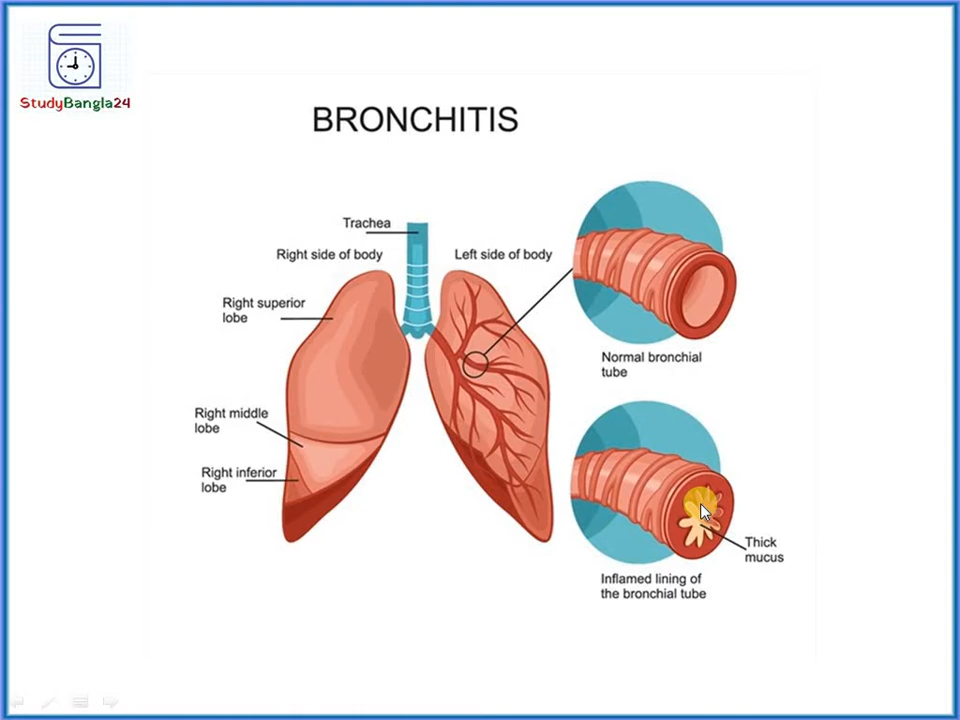 StudyBangla24
BRONCHITIS
Trachea
Right side of body
Left side of body
Right superior
lobe
Normal bronchial
tube
Right middle
lobe
Right inferior
lobe
Thick
mucus
Inflamed lining of
the bronchial tube